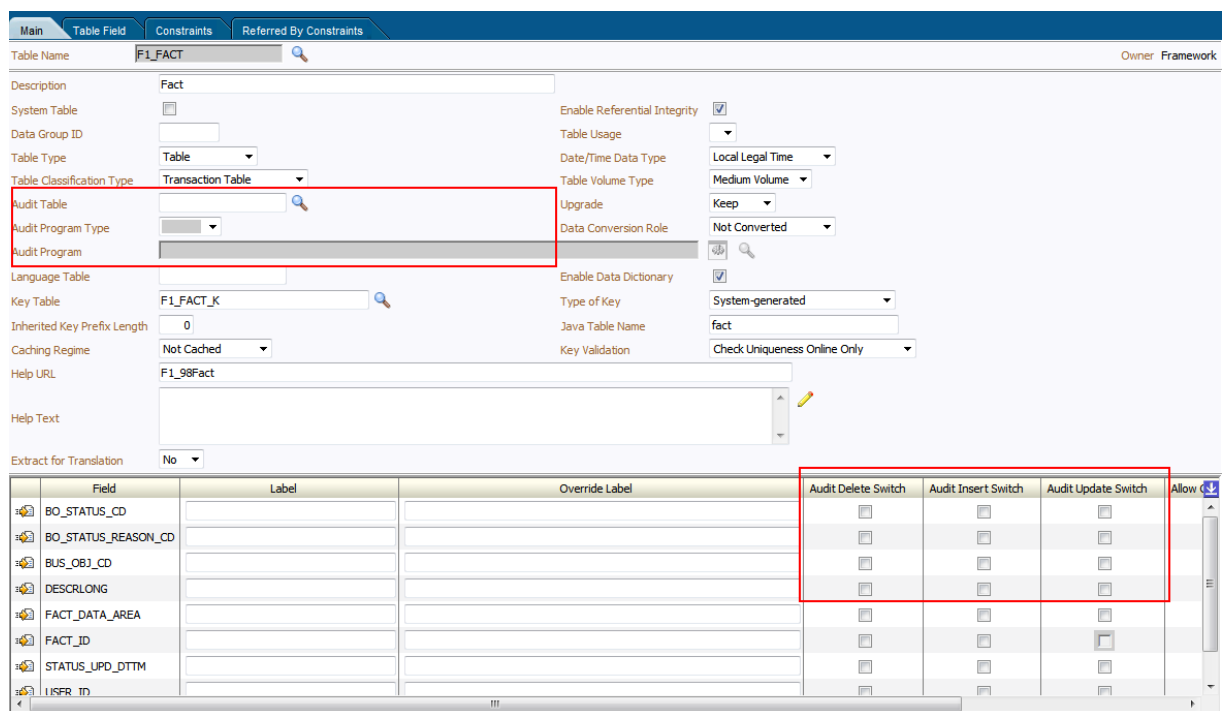 Main Table Field Constraints Referred By Constraints
Table Name F1_FACT Owner Framework
Description Fact
System Table Enable Referential Integrity
Data Group ID Table Usage
Table Type Table Date/Time Data Type Local Legal Time
Table Classification Type Transaction Table Table Volume Type Medium Volume
Audit Table Upgrade Keep
Audit Program Type Data Conversion Role Not Converted
Audit Program
Language Table Enable Data Dictionary
Key Table F1_FACT_K Type of Key System-generated
Inherited Key Prefix Length 0 Java Table Name fact
Caching Regime Not Cached Key Validation Check Uniqueness Online Only
Help URL F1_98Fact
Help Text
Extract for Translation No
Field Label Override Label Audit Delete Switch Audit Insert Switch Audit Update Switch Allow
BO_STATUS_CD
BO_STATUS_REASON_CD
BUS_OBJ_CD
DESCRLONG
FACT_DATA_AREA
FACT_ID
STATUS_UPD_DTTM
USER_ID